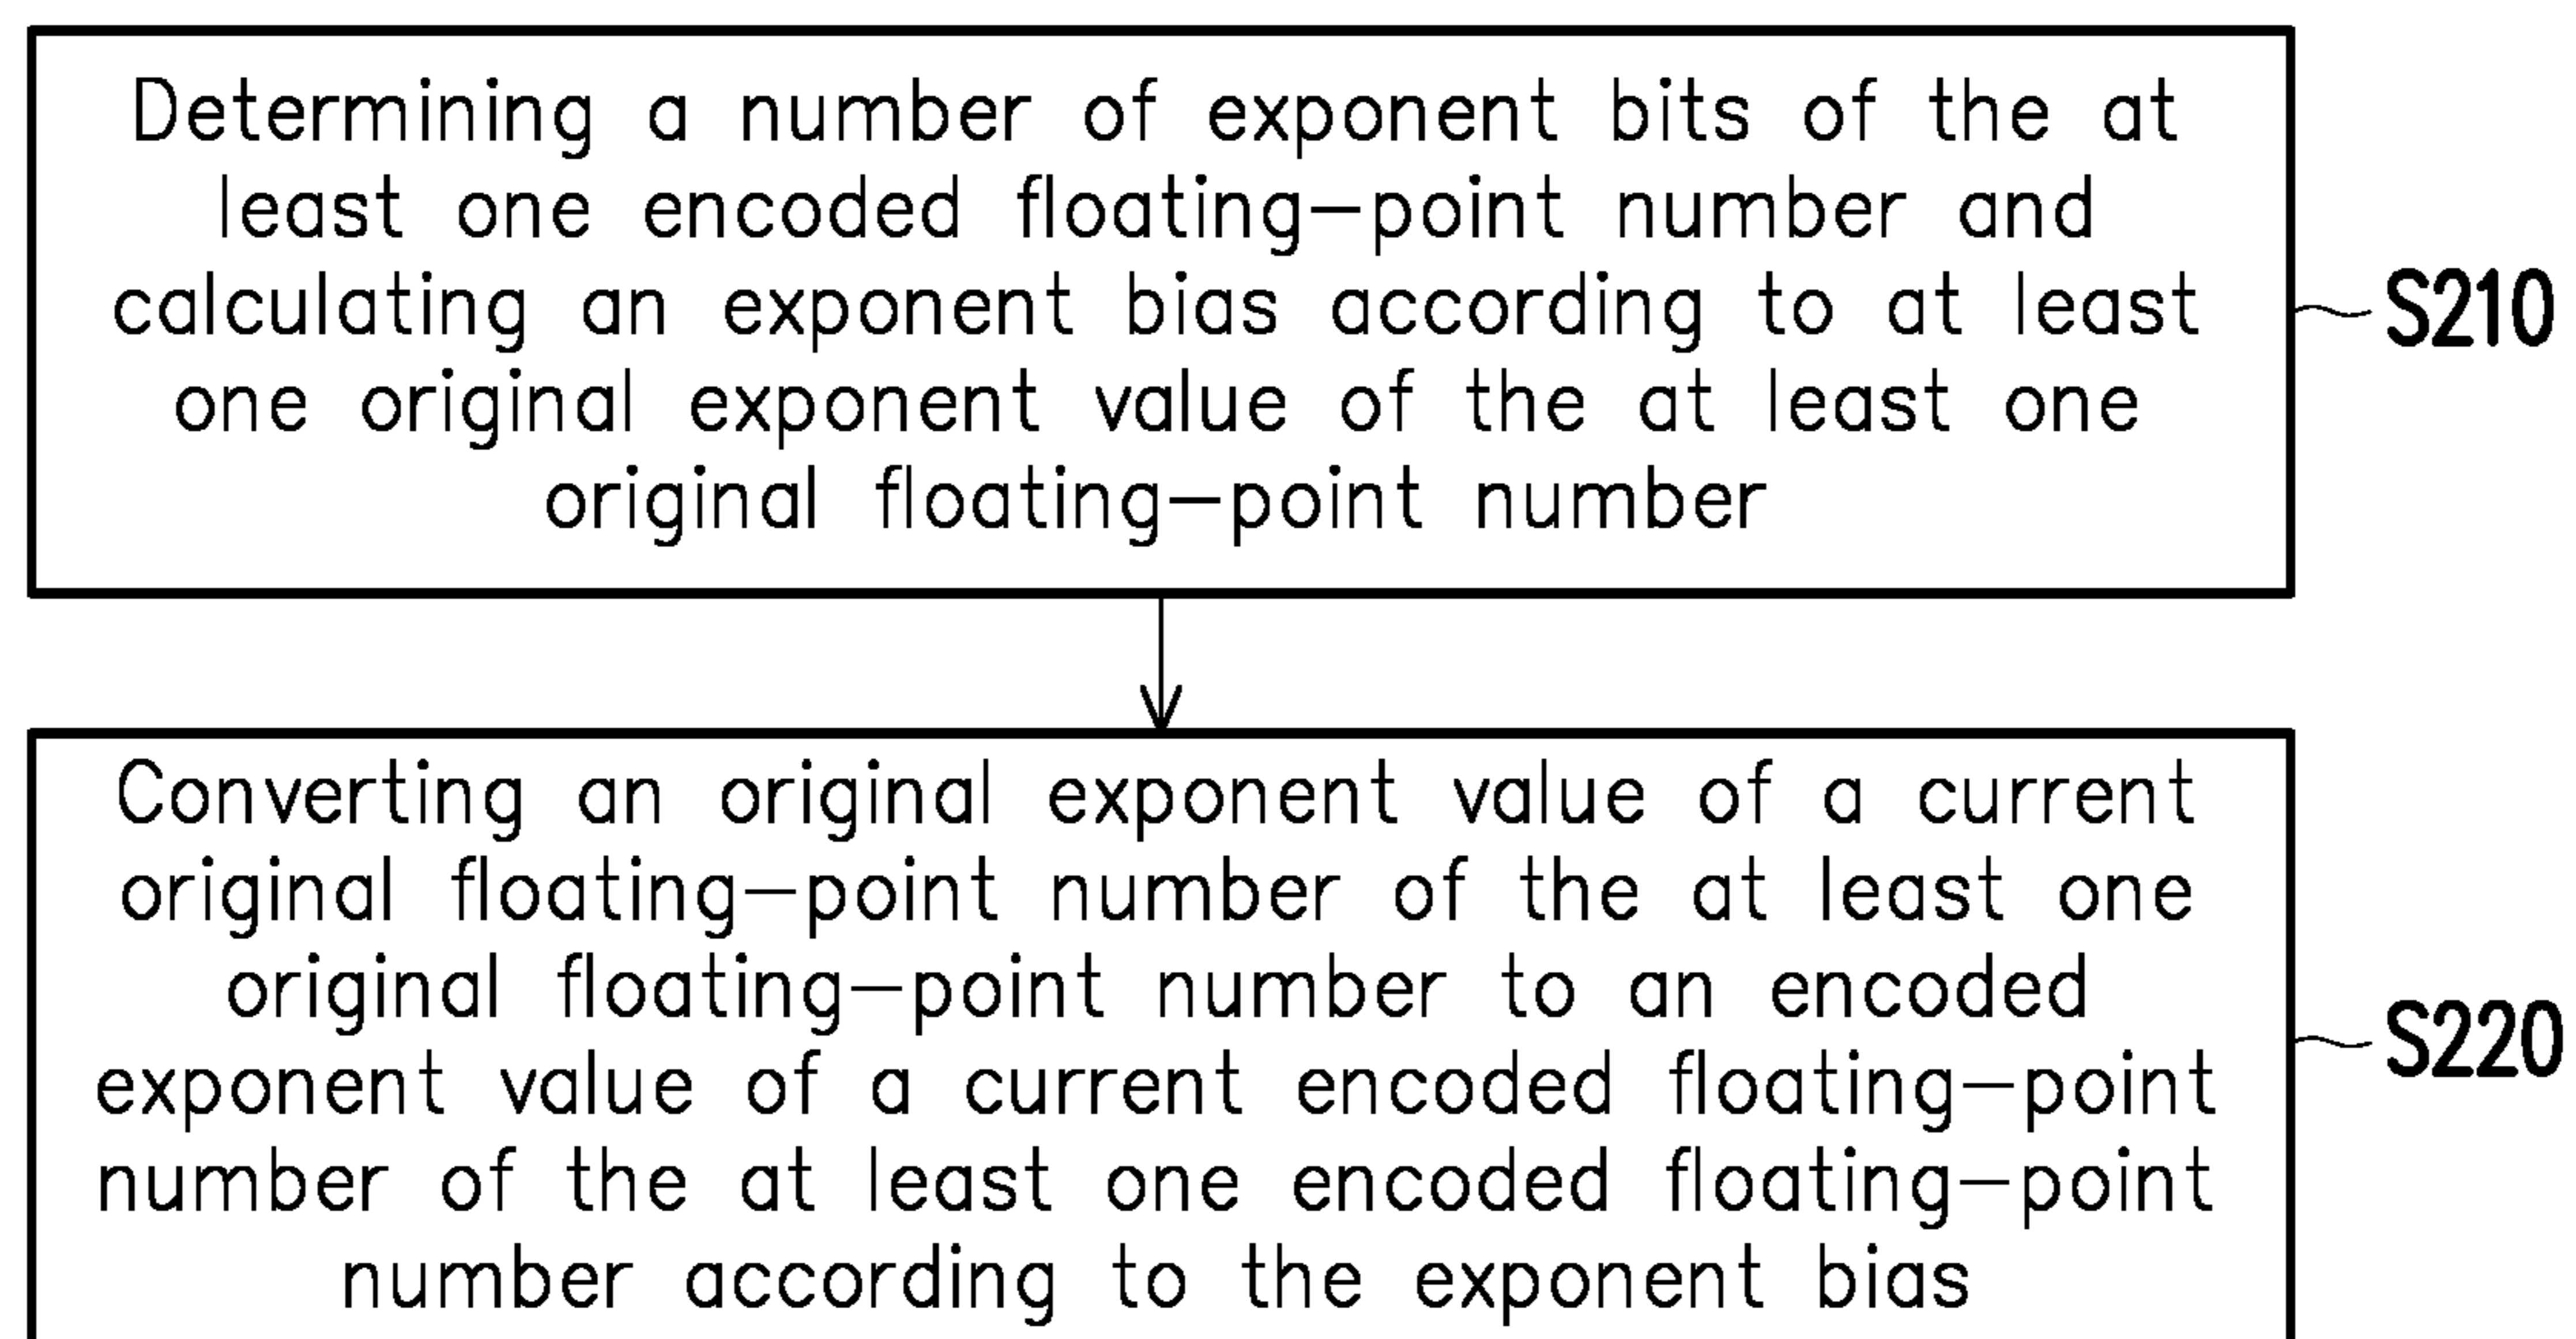 Determining a number of exponent bits of the at
least one encoded floating-point number and
calculating an exponent bias according to at least
one original exponent value of the at least one
original floating-point number
S210
Converting an original exponent value of a current
original floating-point number of the at least one
original floating-point number to an encoded
exponent value of a current encoded floating-point
number of the at least one encoded floating-point
number according to the exponent bias
S220